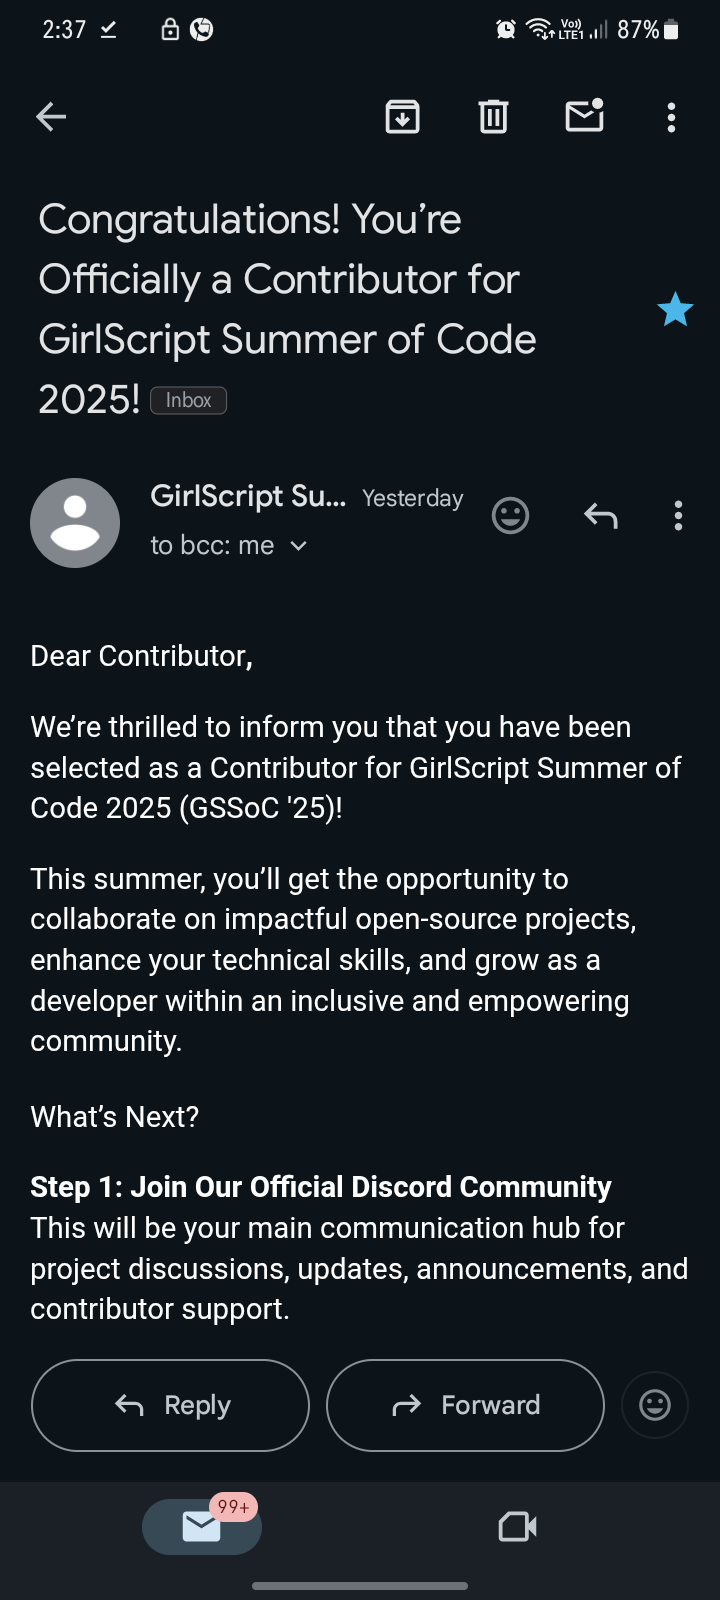 2:37
Vo)) LTE1 87%
Congratulations! You’re
Officially a Contributor for
GirlScript Summer of Code
2025! Inbox
GirlScript Su... Yesterday
to bcc: me
Dear Contributor,
We’re thrilled to inform you that you have been
selected as a Contributor for GirlScript Summer of
Code 2025 (GSSoC '25)!
This summer, you’ll get the opportunity to
collaborate on impactful open-source projects,
enhance your technical skills, and grow as a
developer within an inclusive and empowering
community.
What’s Next?
Step 1: Join Our Official Discord Community
This will be your main communication hub for
project discussions, updates, announcements, and
contributor support.
Reply Forward
99+